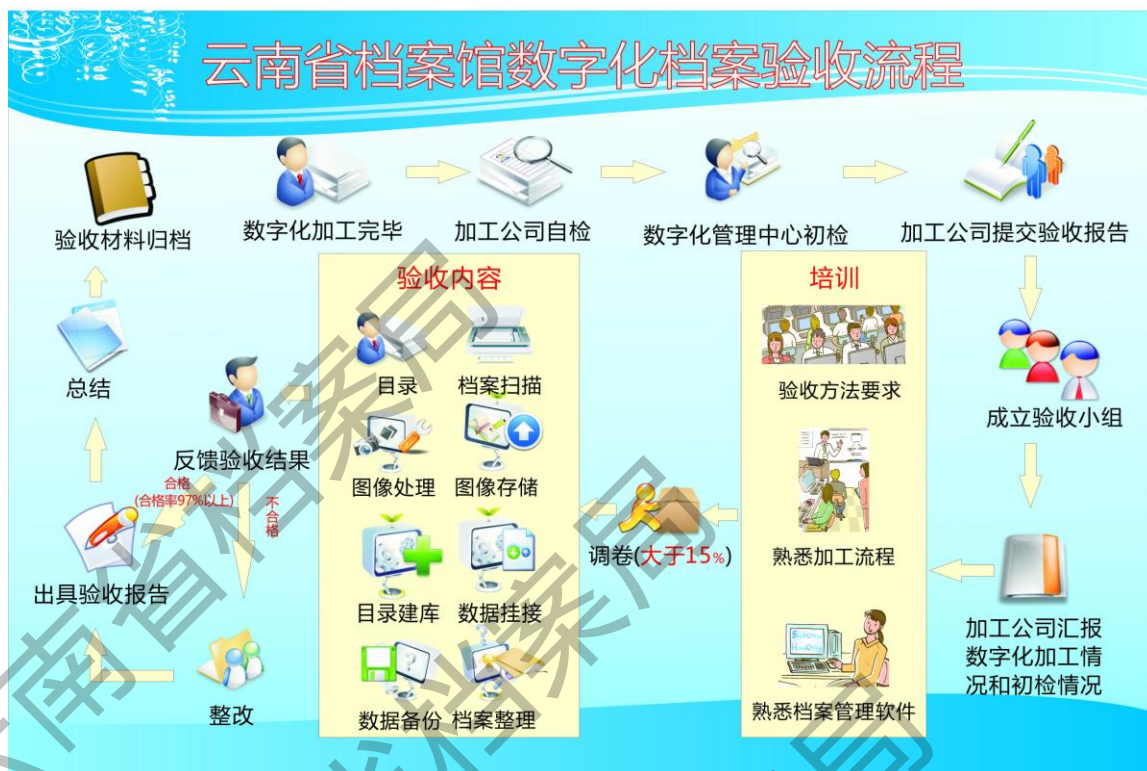 云南省档案馆数字化档案验收流程
数字化加工完毕
加工公司自检
数字化管理中心初检
加工公司提交验收报告
成立验收小组
加工公司汇报
数字化加工情
况和初检情况
培训
验收方法要求
熟悉加工流程
熟悉档案管理软件
调卷(大于15%)
验收内容
目录
档案扫描
图像处理
图像存储
目录建库
数据挂接
数据备份
档案整理
反馈验收结果
合格
(合格率97%以上)
不合格
整改
出具验收报告
总结
验收材料归档
云南省档案局